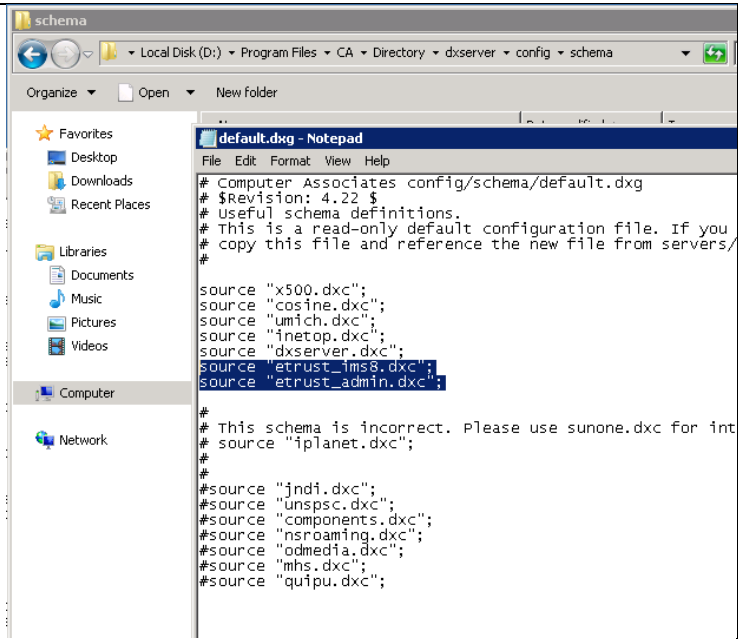 schema
Local Disk (D:) Program Files CA Directory dxserver config schema
Organize Open New folder
Favorites
Desktop
Downloads
Recent Places
Libraries
Documents
Music
Pictures
Videos
Computer
Network
default.dxg - Notepad
File Edit Format View Help
# Computer Associates config/schema/default.dxg
# $Revision: 4.22 $
# Useful schema definitions.
# This is a read-only default configuration file. If you
# copy this file and reference the new file from servers/
#
source "x500.dxc";
source "cosine.dxc";
source "umich.dxc";
source "inetop.dxc";
source "dxserver.dxc";
source "etrust_ims8.dxc";
source "etrust_admin.dxc";
#
# This schema is incorrect. Please use sunone.dxc for int
# source "iplanet.dxc";
#
#
#source "jndi.dxc";
#source "unspsc.dxc";
#source "components.dxc";
#source "nsroaming.dxc";
#source "odmedia.dxc";
#source "mhs.dxc";
#source "quipu.dxc";